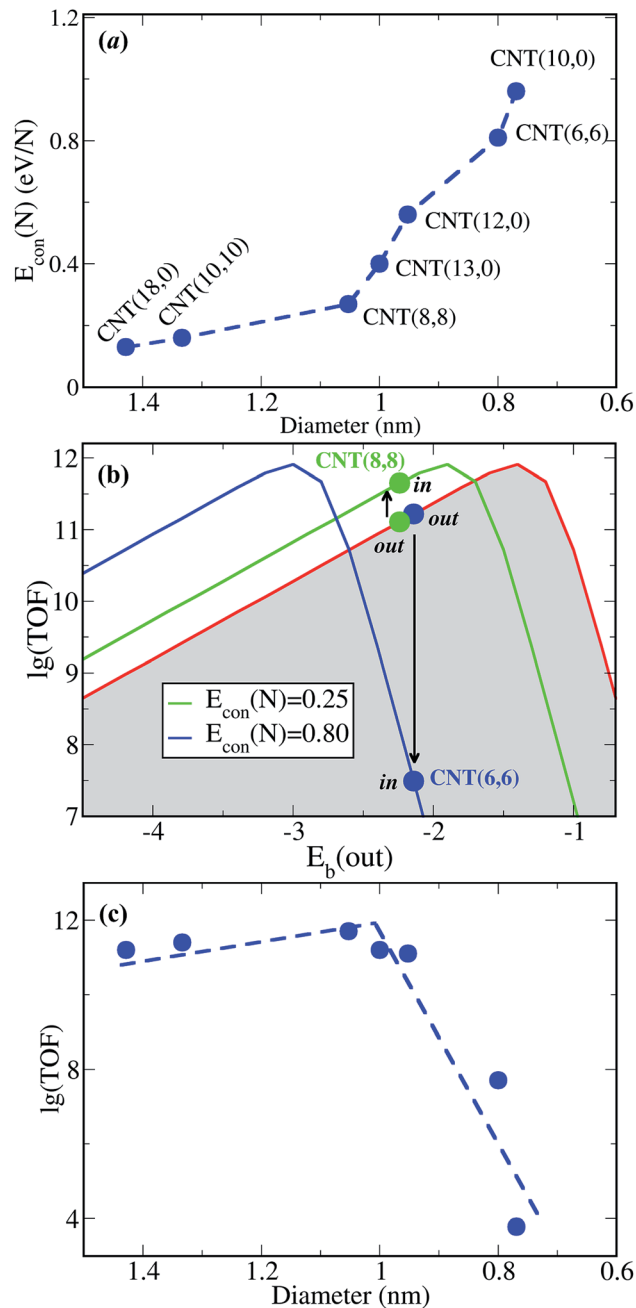 (a)
1.2
0.8
0.4
0
E_con(N) (eV/N)
CNT(10,0)
CNT(6,6)
CNT(12,0)
CNT(13,0)
CNT(8,8)
CNT(10,10)
CNT(18,0)
1.4 1.2 1 0.8 0.6
Diameter (nm)
(b)
12
11
10
9
8
7
lg(TOF)
CNT(8,8)
in
out
out
E_con(N)=0.25
E_con(N)=0.80
in
CNT(6,6)
-4 -3 -2 -1
E_b(out)
(c)
12
8
4
lg(TOF)
1.4 1.2 1 0.8 0.6
Diameter (nm)